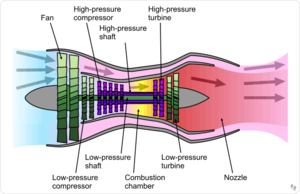 High-pressure
compressor
High-pressure
turbine
Fan
High-pressure
shaft
Low-pressure
shaft
Low-pressure
turbine
Low-pressure
compressor
Combustion
chamber
Nozzle